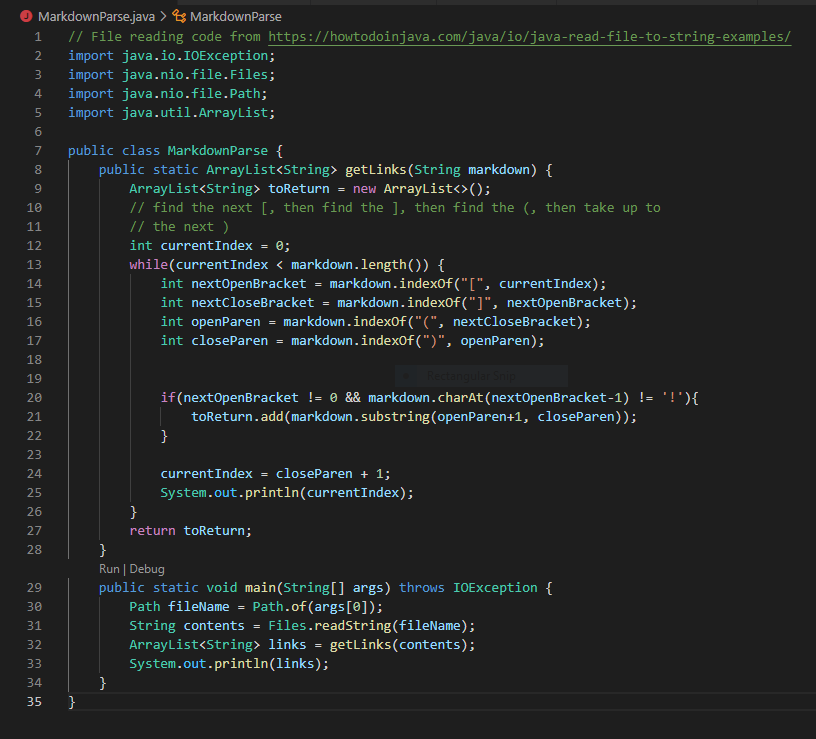 MarkdownParse.java > MarkdownParse
1 // File reading code from https://howtodoinjava.com/java/io/java-read-file-to-string-examples/
2 import java.io.IOException;
3 import java.nio.file.Files;
4 import java.nio.file.Path;
5 import java.util.ArrayList;
6
7 public class MarkdownParse {
8     public static ArrayList<String> getLinks(String markdown) {
9         ArrayList<String> toReturn = new ArrayList<>();
10         // find the next [, then find the ], then find the (, then take up to
11         // the next )
12         int currentIndex = 0;
13         while(currentIndex < markdown.length()) {
14             int nextOpenBracket = markdown.indexOf("[", currentIndex);
15             int nextCloseBracket = markdown.indexOf("]", nextOpenBracket);
16             int openParen = markdown.indexOf("(", nextCloseBracket);
17             int closeParen = markdown.indexOf(")", openParen);
18
Rectangular Snip
19
20             if(nextOpenBracket != 0 && markdown.charAt(nextOpenBracket-1) != '!'){
21                 toReturn.add(markdown.substring(openParen+1, closeParen));
22             }
23
24             currentIndex = closeParen + 1;
25             System.out.println(currentIndex);
26         }
27         return toReturn;
28     }
Run | Debug
29     public static void main(String[] args) throws IOException {
30         Path fileName = Path.of(args[0]);
31         String contents = Files.readString(fileName);
32         ArrayList<String> links = getLinks(contents);
33         System.out.println(links);
34     }
35 }